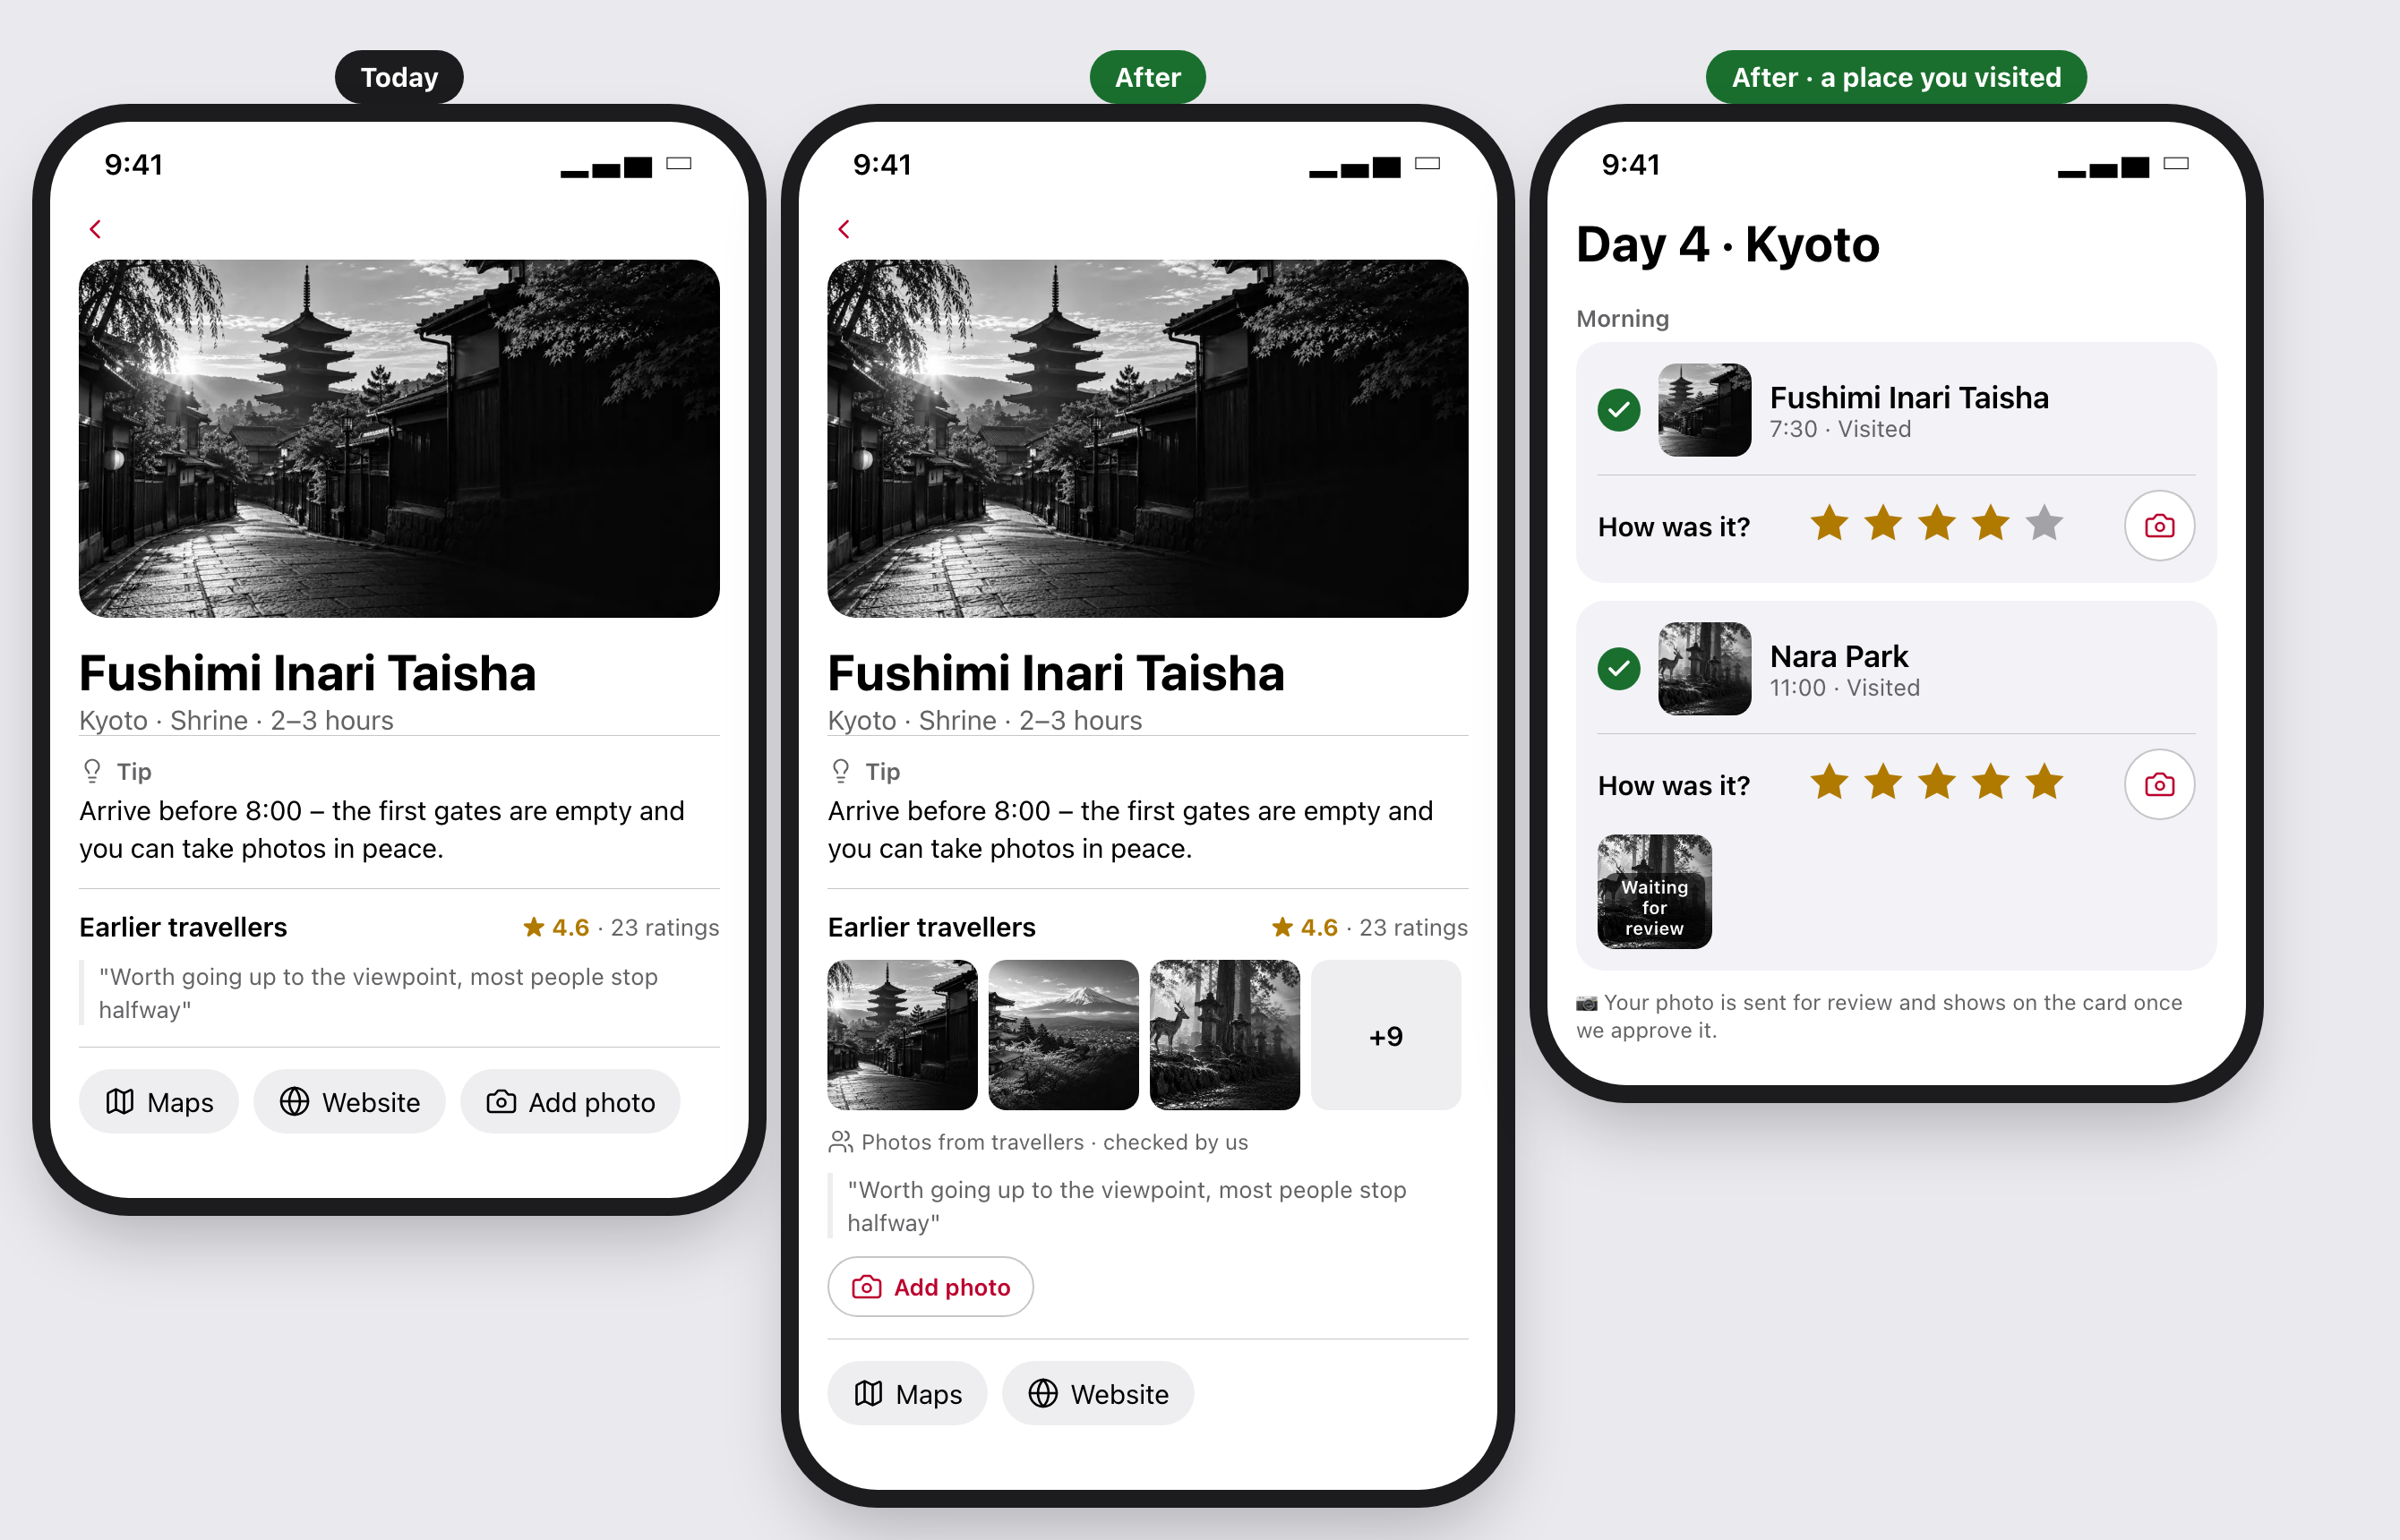 Today
9:41
Fushimi Inari Taisha
Kyoto · Shrine · 2–3 hours
Tip
Arrive before 8:00 – the first gates are empty and
you can take photos in peace.
Earlier travellers
4.6 · 23 ratings
"Worth going up to the viewpoint, most people stop
halfway"
Maps
Website
Add photo
After
9:41
Fushimi Inari Taisha
Kyoto · Shrine · 2–3 hours
Tip
Arrive before 8:00 – the first gates are empty and
you can take photos in peace.
Earlier travellers
4.6 · 23 ratings
+9
Photos from travellers · checked by us
"Worth going up to the viewpoint, most people stop
halfway"
Add photo
Maps
Website
After · a place you visited
9:41
Day 4 · Kyoto
Morning
Fushimi Inari Taisha
7:30 · Visited
How was it?
Nara Park
11:00 · Visited
How was it?
Waiting
for
review
📷 Your photo is sent for review and shows on the card once
we approve it.